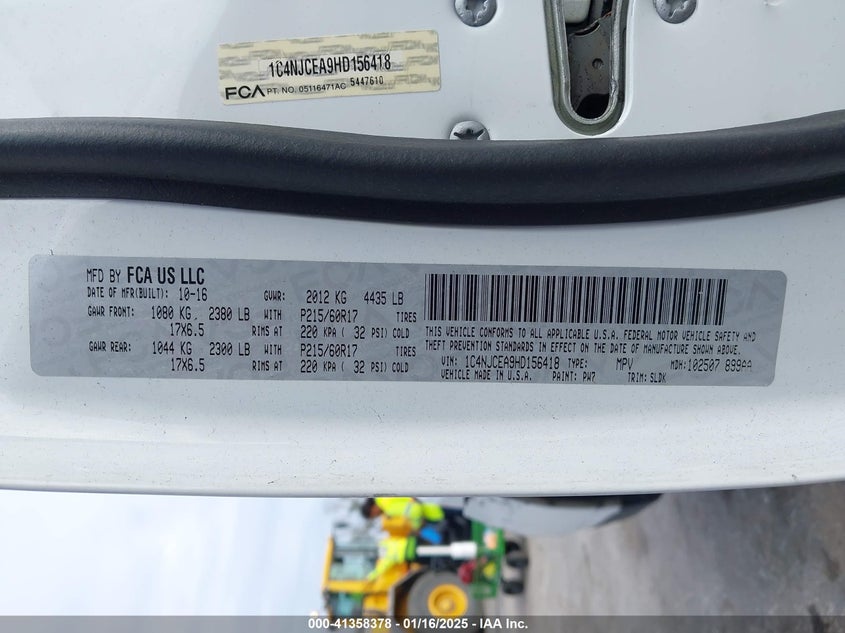 1C4NJCEA9HD156418
FCA PT. NO. 05116471AC 5447610
MFD BY FCA US LLC
DATE OF MFR(BUILT): 10-16 GVWR: 2012 KG 4435 LB
GAWR FRONT: 1080 KG, 2380 LB WITH P215/60R17 TIRES
17X6.5 RIMS AT 220 KPA ( 32 PSI) COLD
GAWR REAR: 1044 KG, 2300 LB WITH P215/60R17 TIRES
17X6.5 RIMS AT 220 KPA ( 32 PSI) COLD
THIS VEHICLE CONFORMS TO ALL APPLICABLE U.S.A. FEDERAL MOTOR VEHICLE SAFETY AND
THEFT PREVENTION STANDARDS IN EFFECT ON THE DATE OF MANUFACTURE SHOWN ABOVE.
VIN: 1C4NJCEA9HD156418 TYPE: MPV MDH: 102507 899AA
VEHICLE MADE IN U.S.A. PAINT: PW7 TRIM: SLDK
000-41358378 - 01/16/2025 - IAA Inc.